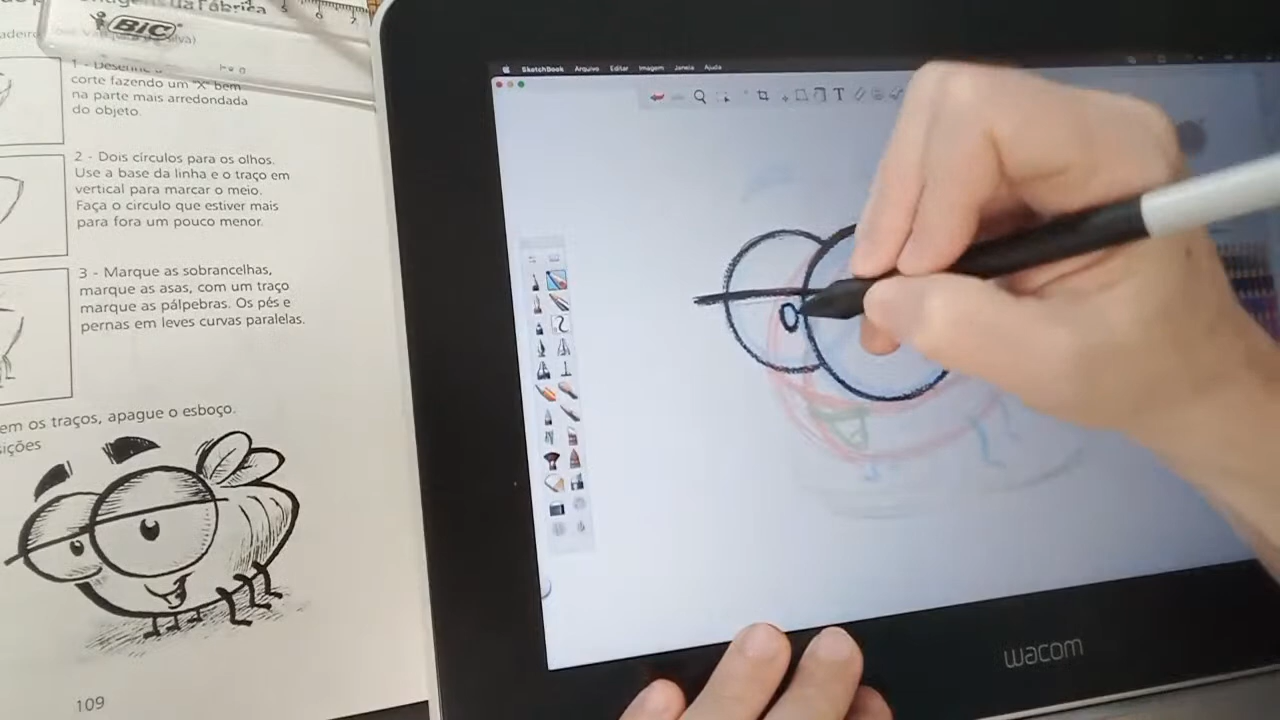 da Fábrica
BIC
1 - Desenhe
corte fazendo um "X" bem
na parte mais arredondada
do objeto.
2 - Dois círculos para os olhos.
Use a base da linha e o traço em
vertical para marcar o meio.
Faça o circulo que estiver mais
para fora um pouco menor.
3 - Marque as sobrancelhas,
marque as asas, com um traço
marque as pálpebras. Os pés e
pernas em leves curvas paralelas.
em os traços, apague o esboço.
sições
109
SketchBook Arquivo Editar Imagem Janela Ajuda
T
wacom